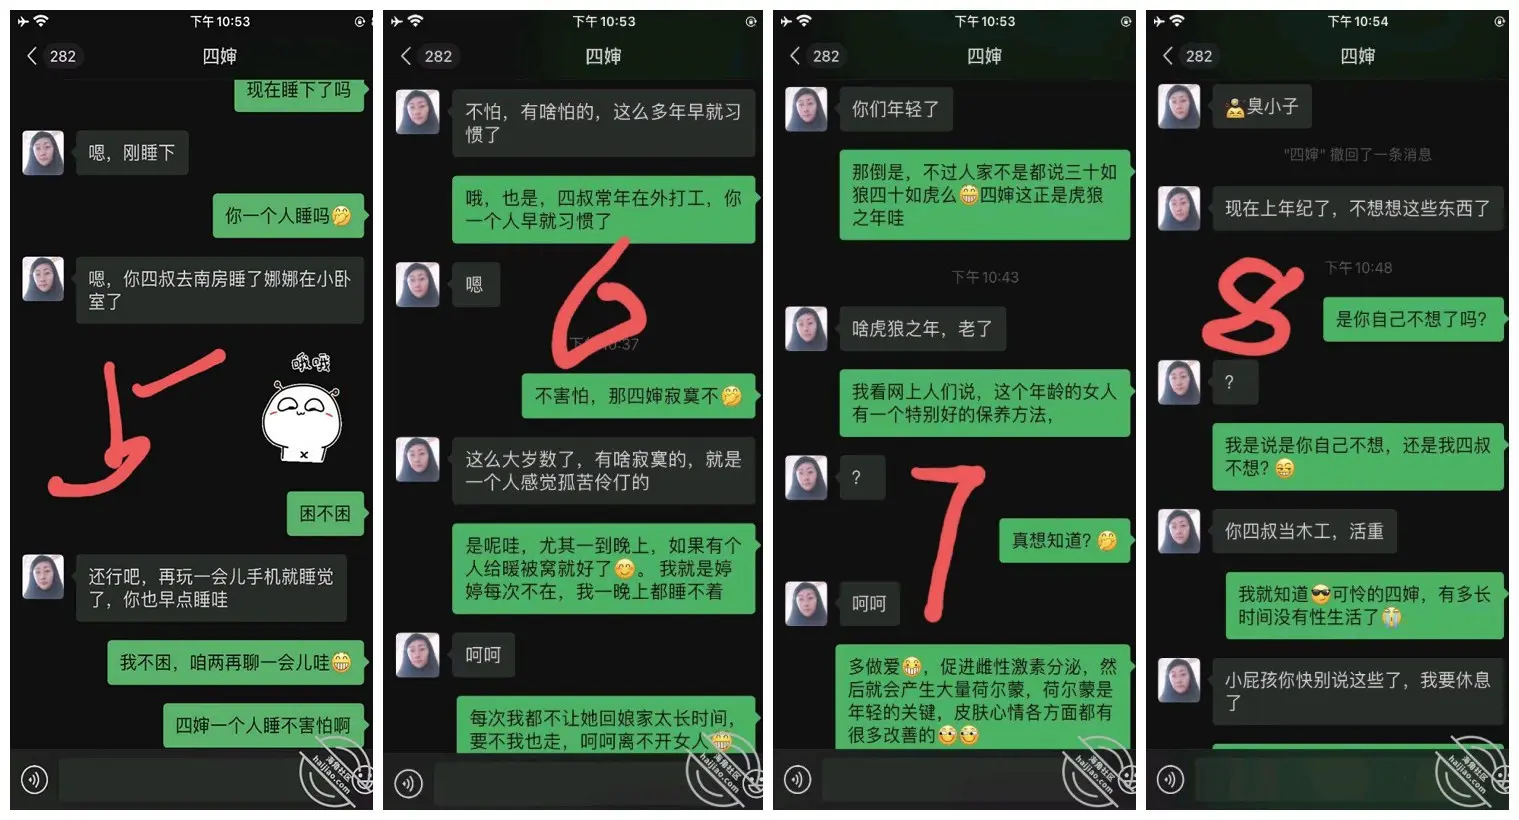 下午10:53
282
四婶
现在睡下了吗
嗯，刚睡下
你一个人睡吗🤭
嗯，你四叔去南房睡了娜娜在小卧
室了
5
哦哦
困不困
还行吧，再玩一会儿手机就睡觉
了，你也早点睡哇
我不困，咱两再聊一会儿哇😁
四婶一个人睡不害怕啊
海角社区
haijiao.com
下午10:53
282
四婶
不怕，有啥怕的，这么多年早就习
惯了
哦，也是，四叔常年在外打工，你
一个人早就习惯了
嗯
6
下午10:37
不害怕，那四婶寂寞不🤭
这么大岁数了，有啥寂寞的，就是
一个人感觉孤苦伶仃的
是呢哇，尤其一到晚上，如果有个
人给暖被窝就好了😊。我就是婷
婷每次不在，我一晚上都睡不着
呵呵
每次我都不让她回娘家太长时间，
要不我也走，呵呵离不开女人😁
海角社区
haijiao.com
下午10:53
282
四婶
你们年轻了
那倒是，不过人家不是都说三十如
狼四十如虎么😁四婶这正是虎狼
之年哇
下午10:43
啥虎狼之年，老了
我看网上人们说，这个年龄的女人
有一个特别好的保养方法，
?
7
真想知道？🤭
呵呵
多做爱😂，促进雌性激素分泌，然
后就会产生大量荷尔蒙，荷尔蒙是
年轻的关键，皮肤心情各方面都有
很多改善的😜😜
海角社区
haijiao.com
下午10:54
282
四婶
臭小子
"四婶" 撤回了一条消息
现在上年纪了，不想想这些东西了
8
下午10:48
是你自己不想了吗?
?
我是说是你自己不想，还是我四叔
不想？😁
你四叔当木工，活重
我就知道😎可怜的四婶，有多长
时间没有性生活了😭
小屁孩你快别说这些了，我要休息
了
海角社区
haijiao.com